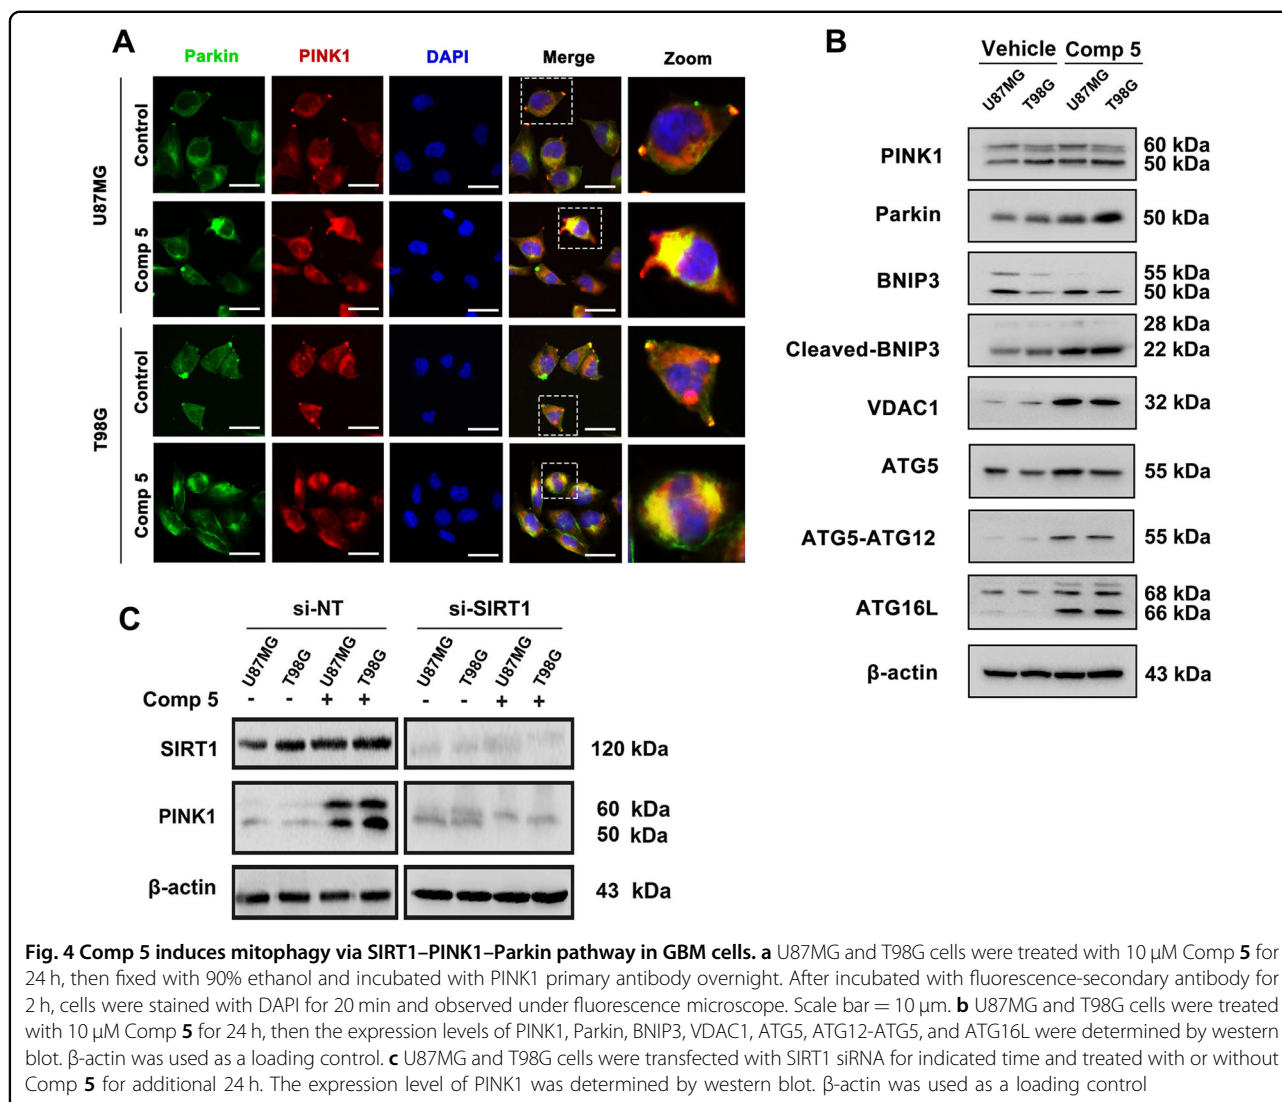 A
Parkin PINK1 DAPI Merge Zoom
U87MG
Control
Comp 5
T98G
Control
Comp 5
B
Vehicle Comp 5
U87MG T98G U87MG T98G
PINK1 60 kDa
50 kDa
Parkin 50 kDa
BNIP3 55 kDa
50 kDa
28 kDa
Cleaved-BNIP3 22 kDa
VDAC1 32 kDa
ATG5 55 kDa
ATG5-ATG12 55 kDa
ATG16L 68 kDa
66 kDa
β-actin 43 kDa
C
si-NT si-SIRT1
U87MG T98G U87MG T98G U87MG T98G U87MG T98G
Comp 5 - - + + - - + +
SIRT1 120 kDa
PINK1 60 kDa
50 kDa
β-actin 43 kDa
Fig. 4 Comp 5 induces mitophagy via SIRT1–PINK1–Parkin pathway in GBM cells. a U87MG and T98G cells were treated with 10 µM Comp 5 for
24 h, then fixed with 90% ethanol and incubated with PINK1 primary antibody overnight. After incubated with fluorescence-secondary antibody for
2 h, cells were stained with DAPI for 20 min and observed under fluorescence microscope. Scale bar = 10 µm. b U87MG and T98G cells were treated
with 10 µM Comp 5 for 24 h, then the expression levels of PINK1, Parkin, BNIP3, VDAC1, ATG5, ATG12-ATG5, and ATG16L were determined by western
blot. β-actin was used as a loading control. c U87MG and T98G cells were transfected with SIRT1 siRNA for indicated time and treated with or without
Comp 5 for additional 24 h. The expression level of PINK1 was determined by western blot. β-actin was used as a loading control